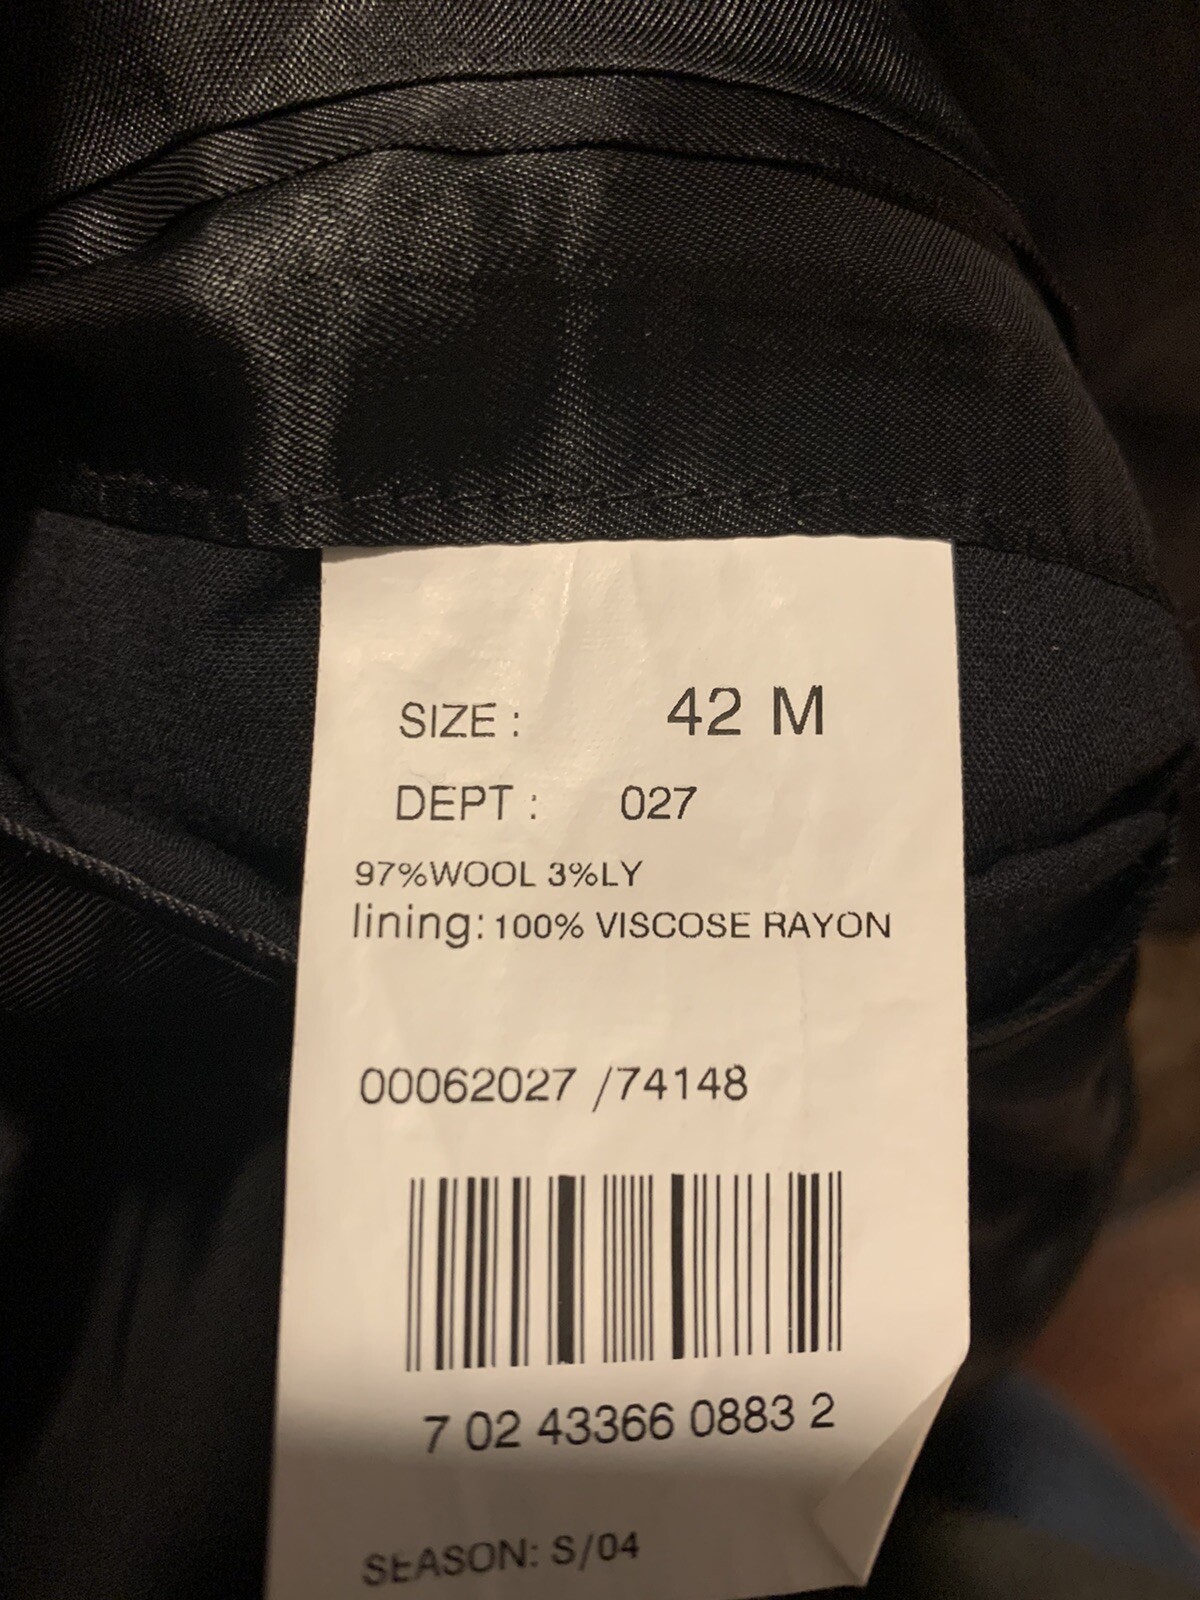 SIZE : 42 M
DEPT : 027
97%WOOL 3%LY
lining: 100% VISCOSE RAYON
00062027 /74148
7 02 43366 0883 2
SEASON: S/04